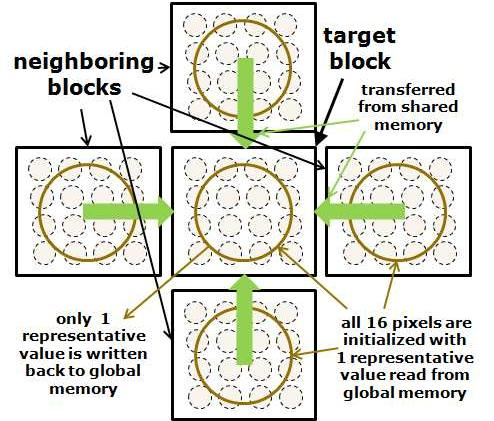 neighboring
blocks
target
block
transferred
from shared
memory
only 1
representative
value is written
back to global
memory
all 16 pixels are
initialized with
1 representative
value read from
global memory